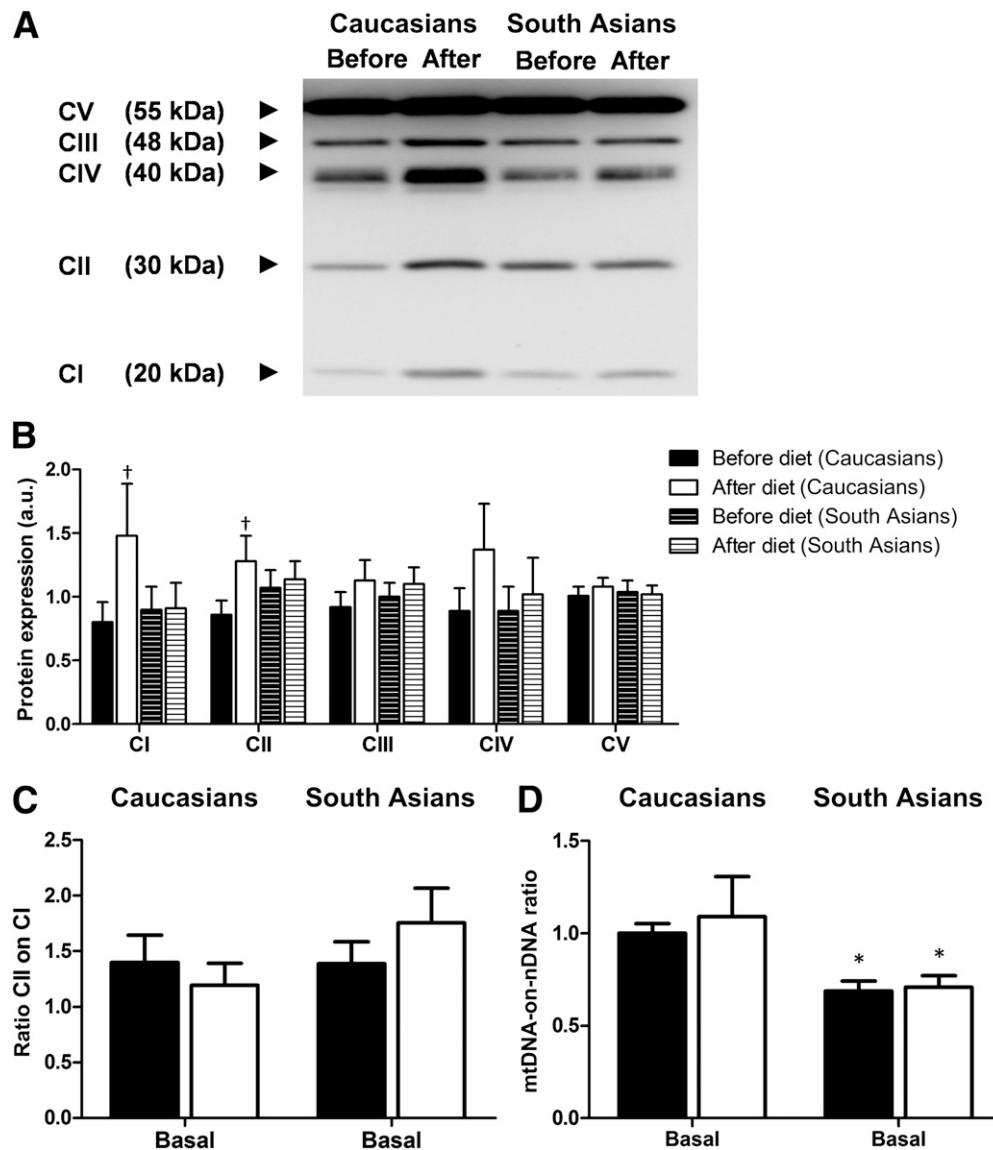 A
Caucasians South Asians
Before After Before After
CV (55 kDa)
CIII (48 kDa)
CIV (40 kDa)
CII (30 kDa)
CI (20 kDa)
B
Protein expression (a.u.)
2.0
1.5
1.0
0.5
0.0
† †
CI CII CIII CIV CV
Before diet (Caucasians)
After diet (Caucasians)
Before diet (South Asians)
After diet (South Asians)
C
Caucasians South Asians
Ratio CII on CI
2.5
2.0
1.5
1.0
0.5
0.0
Basal Basal
D
Caucasians South Asians
mtDNA-on-nDNA ratio
1.5
1.0
0.5
0.0
* *
Basal Basal